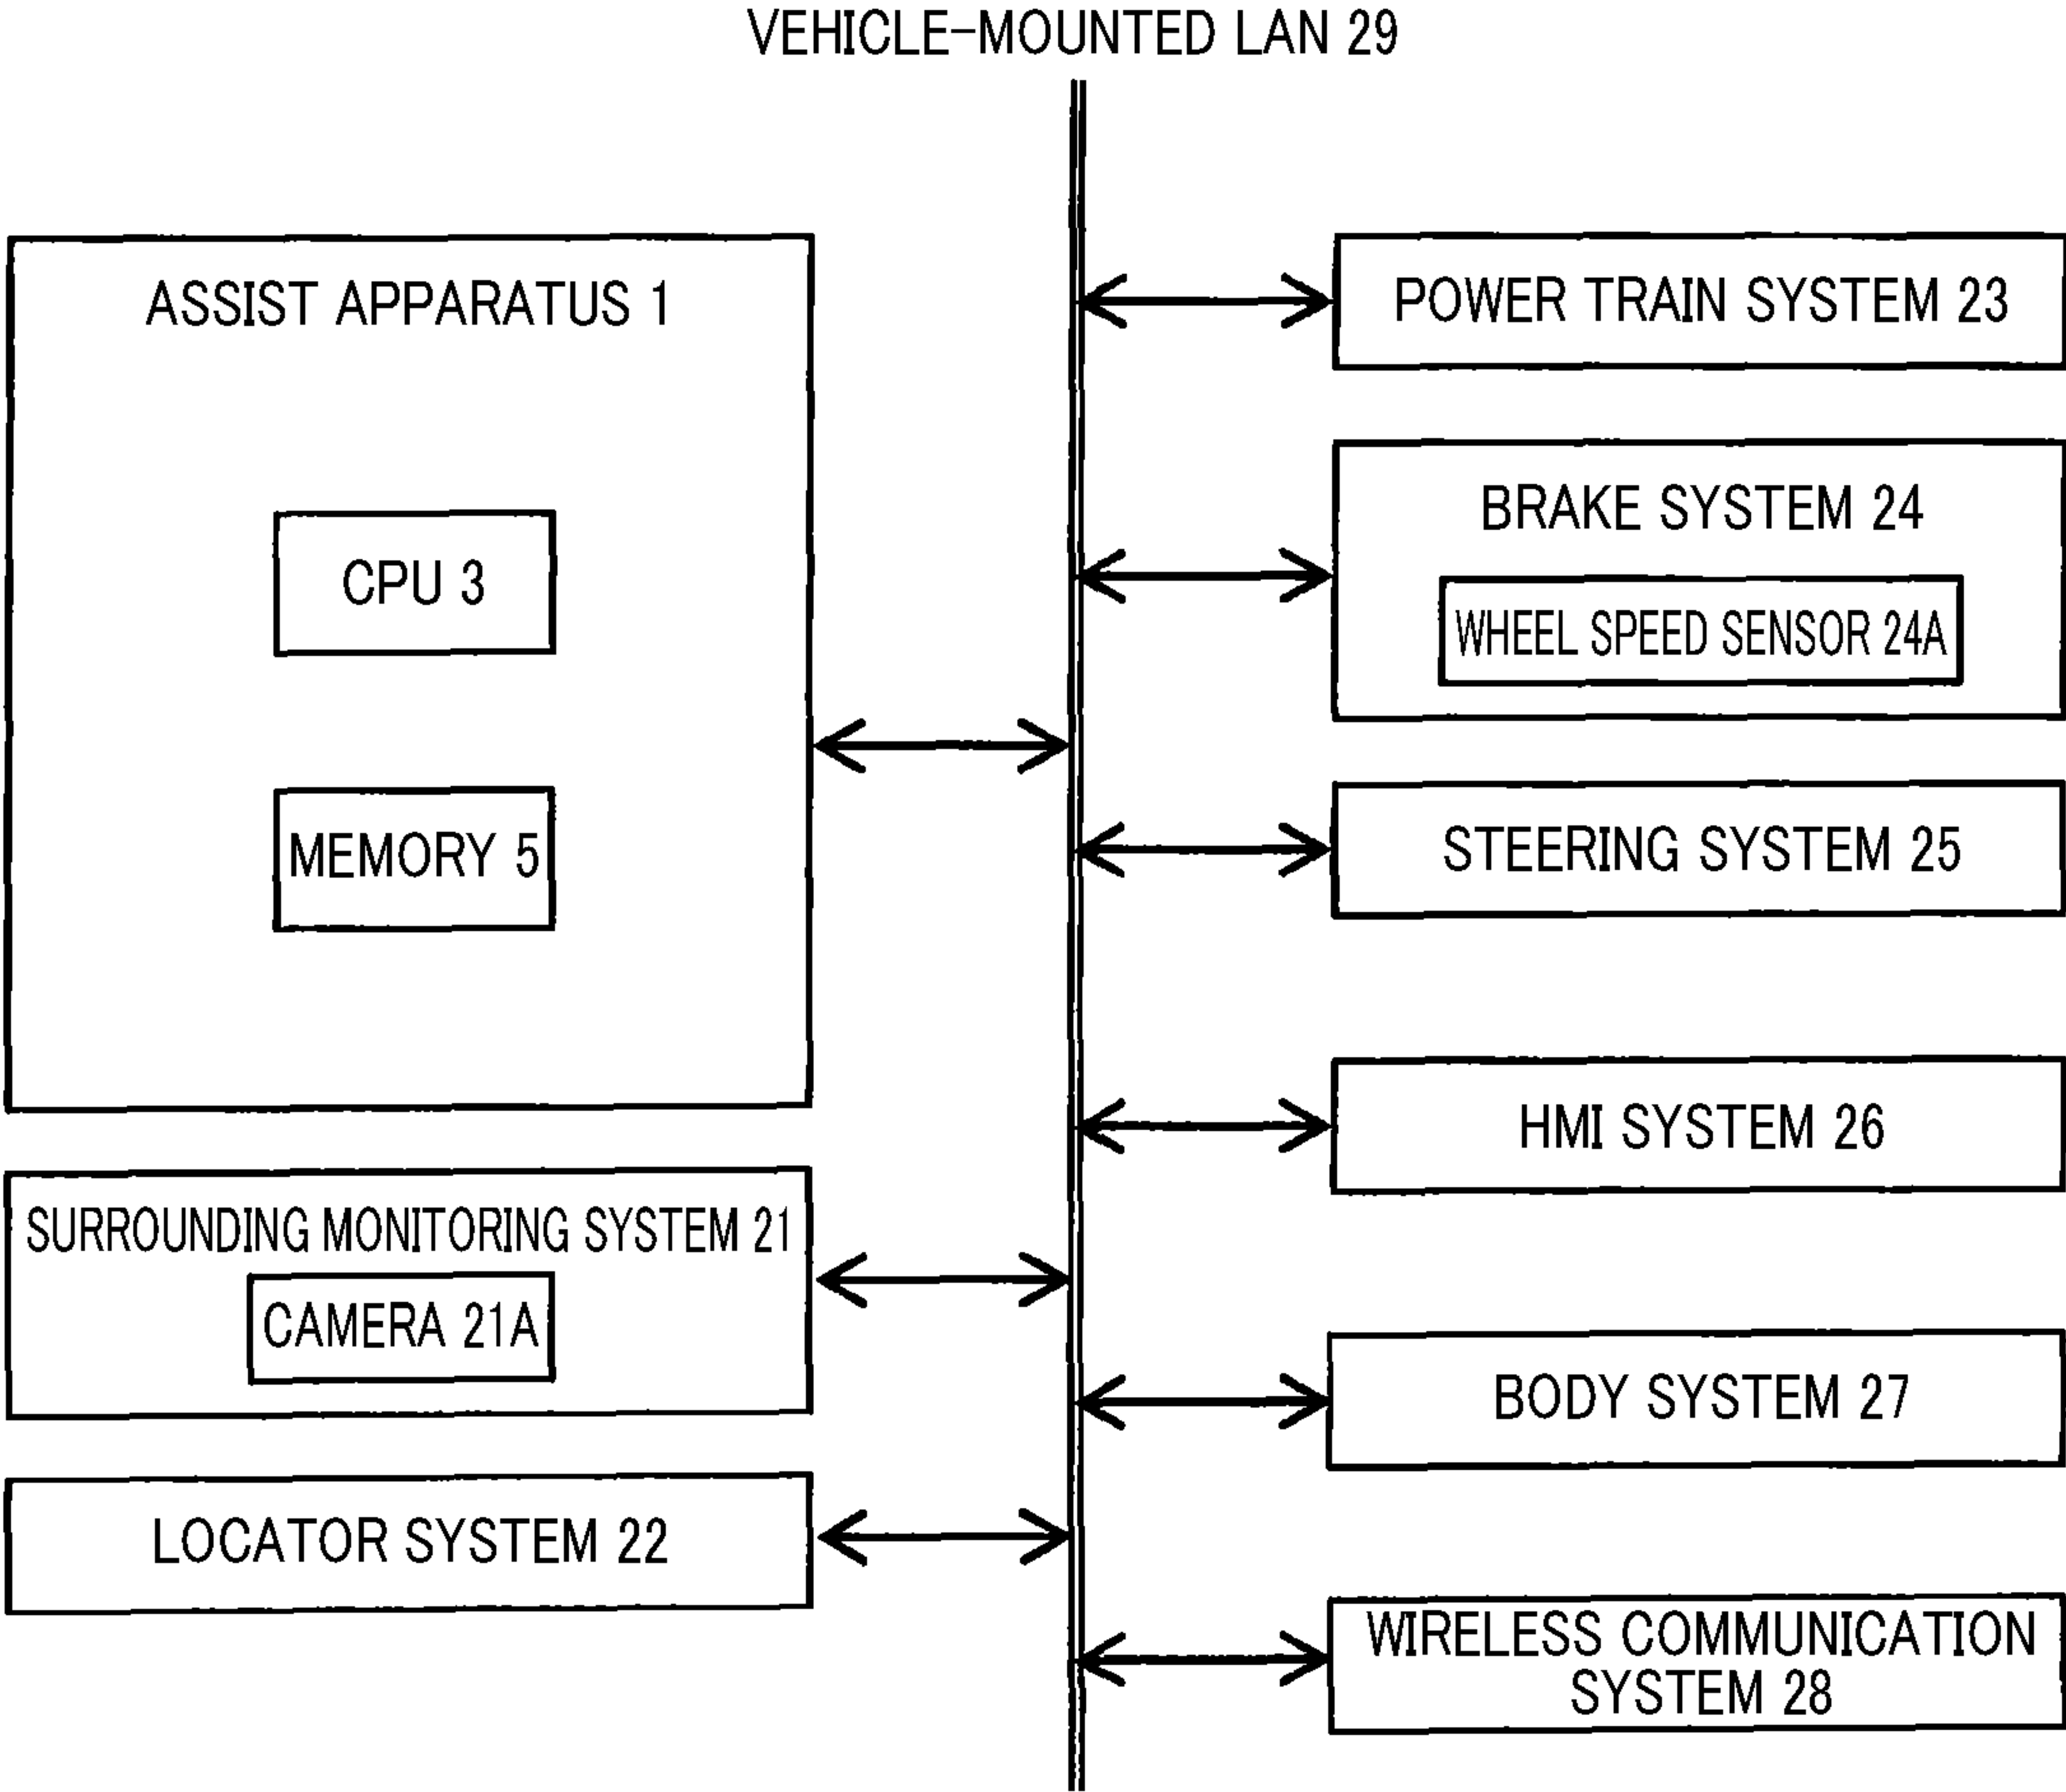 VEHICLE-MOUNTED LAN 29
ASSIST APPARATUS 1
CPU 3
MEMORY 5
SURROUNDING MONITORING SYSTEM 21
CAMERA 21A
LOCATOR SYSTEM 22
POWER TRAIN SYSTEM 23
BRAKE SYSTEM 24
WHEEL SPEED SENSOR 24A
STEERING SYSTEM 25
HMI SYSTEM 26
BODY SYSTEM 27
WIRELESS COMMUNICATION
SYSTEM 28